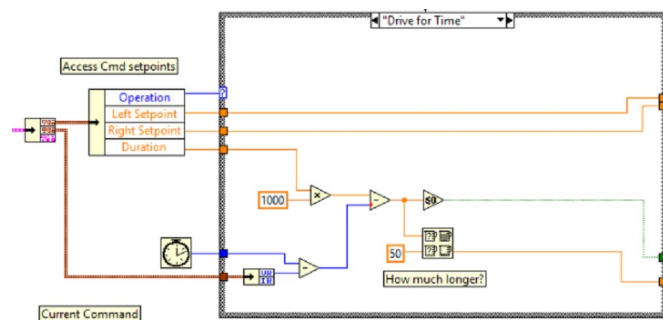 "Drive for Time"
Access Cmd setpoints
Operation
Left Setpoint
Right Setpoint
Duration
?
1000
x
-
≤0
50
-
How much longer?
Current Command